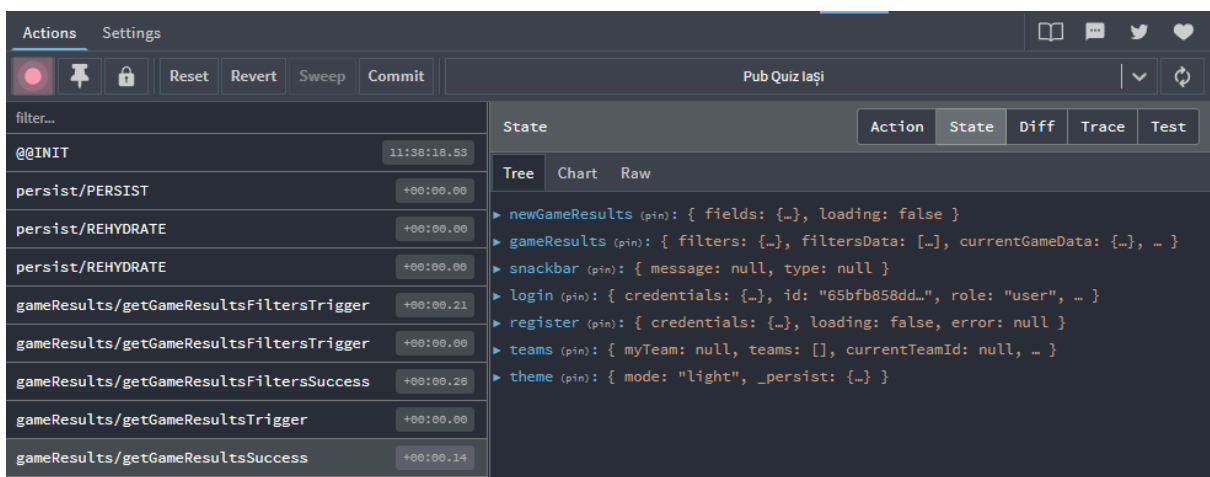 Actions Settings
Reset Revert Sweep Commit Pub Quiz Iași
filter...
@@INIT 11:38:18.53
persist/PERSIST +00:00.00
persist/REHYDRATE +00:00.00
persist/REHYDRATE +00:00.00
gameResults/getGameResultsFiltersTrigger +00:00.21
gameResults/getGameResultsFiltersTrigger +00:00.00
gameResults/getGameResultsFiltersSuccess +00:00.26
gameResults/getGameResultsTrigger +00:00.00
gameResults/getGameResultsSuccess +00:00.14
State Action State Diff Trace Test
Tree Chart Raw
▶ newGameResults (pin): { fields: {…}, loading: false }
▶ gameResults (pin): { filters: {…}, filtersData: […], currentGameData: {…}, … }
▶ snackbar (pin): { message: null, type: null }
▶ login (pin): { credentials: {…}, id: "65bfb858dd…", role: "user", … }
▶ register (pin): { credentials: {…}, loading: false, error: null }
▶ teams (pin): { myTeam: null, teams: [], currentTeamId: null, … }
▶ theme (pin): { mode: "light", _persist: {…} }